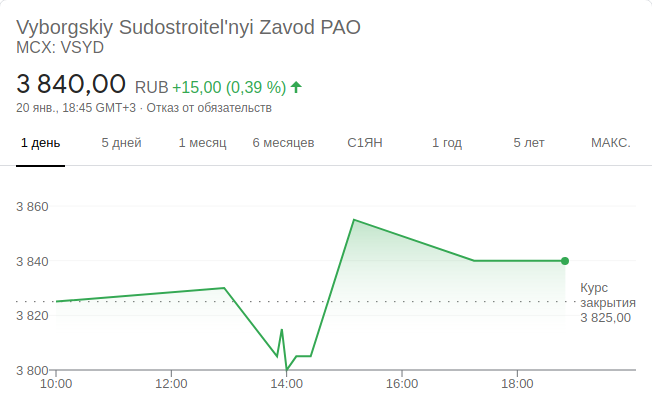 Vyborgskiy Sudostroitel'nyi Zavod PAO
MCX: VSYD
3 840,00 RUB +15,00 (0,39 %)
20 янв., 18:45 GMT+3 · Отказ от обязательств
1 день 5 дней 1 месяц 6 месяцев С1ЯН 1 год 5 лет МАКС.
3 860
3 840
Курс
закрытия
3 825,00
3 820
3 800
10:00 12:00 14:00 16:00 18:00